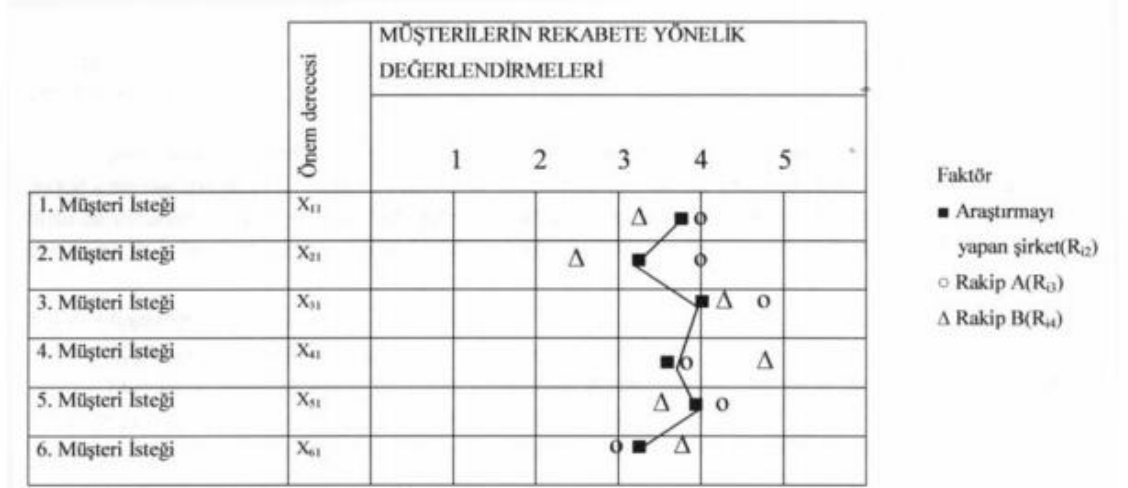 Önem derecesi
MÜŞTERİLERİN REKABETE YÖNELİK
DEĞERLENDİRMELERİ
1 2 3 4 5
1. Müşteri İsteği X₁₁
2. Müşteri İsteği X₂₁
3. Müşteri İsteği X₃₁
4. Müşteri İsteği X₄₁
5. Müşteri İsteği X₅₁
6. Müşteri İsteği X₆₁
Faktör
■ Araştırmayı
yapan şirket(Rᵢ₂)
○ Rakip A(Rᵢ₃)
Δ Rakip B(Rᵢ₄)